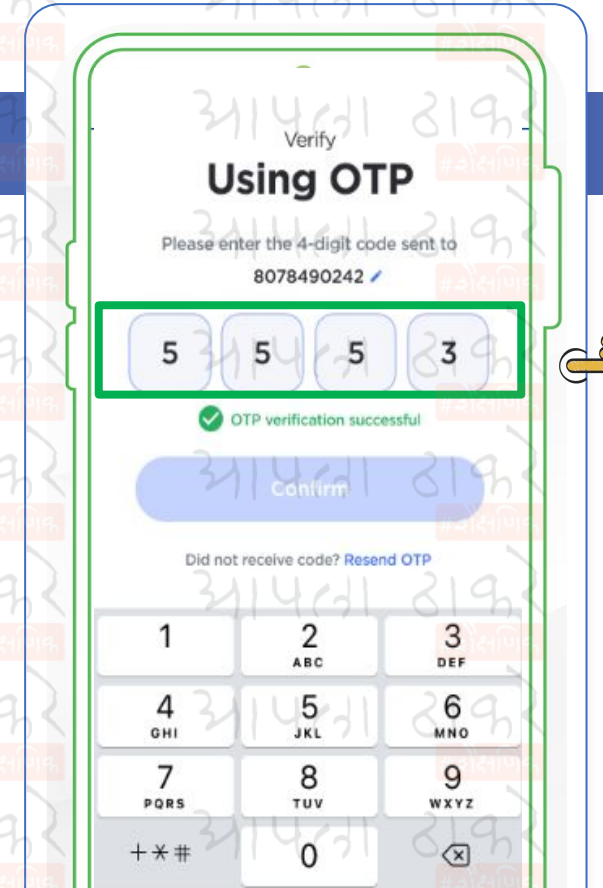 Verify
Using OTP
Please enter the 4-digit code sent to
8078490242
5 5 5 3
OTP verification successful
Confirm
Did not receive code? Resend OTP
1 2 3
ABC DEF
4 5 6
GHI JKL MNO
7 8 9
PQRS TUV WXYZ
+*# 0